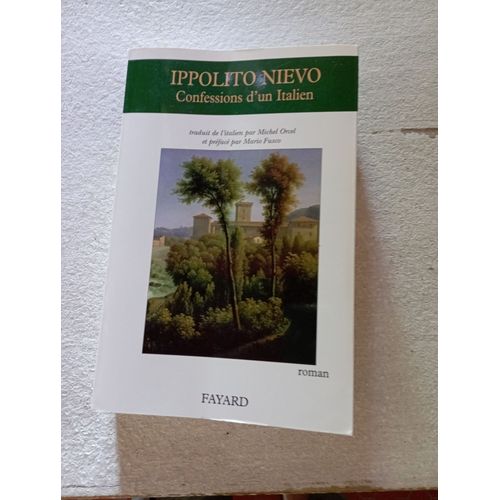 IPPOLITO NIEVO
Confessions d'un Italien
traduit de l'italien par Michel Orcel
et préfacé par Mario Fusco
roman
FAYARD